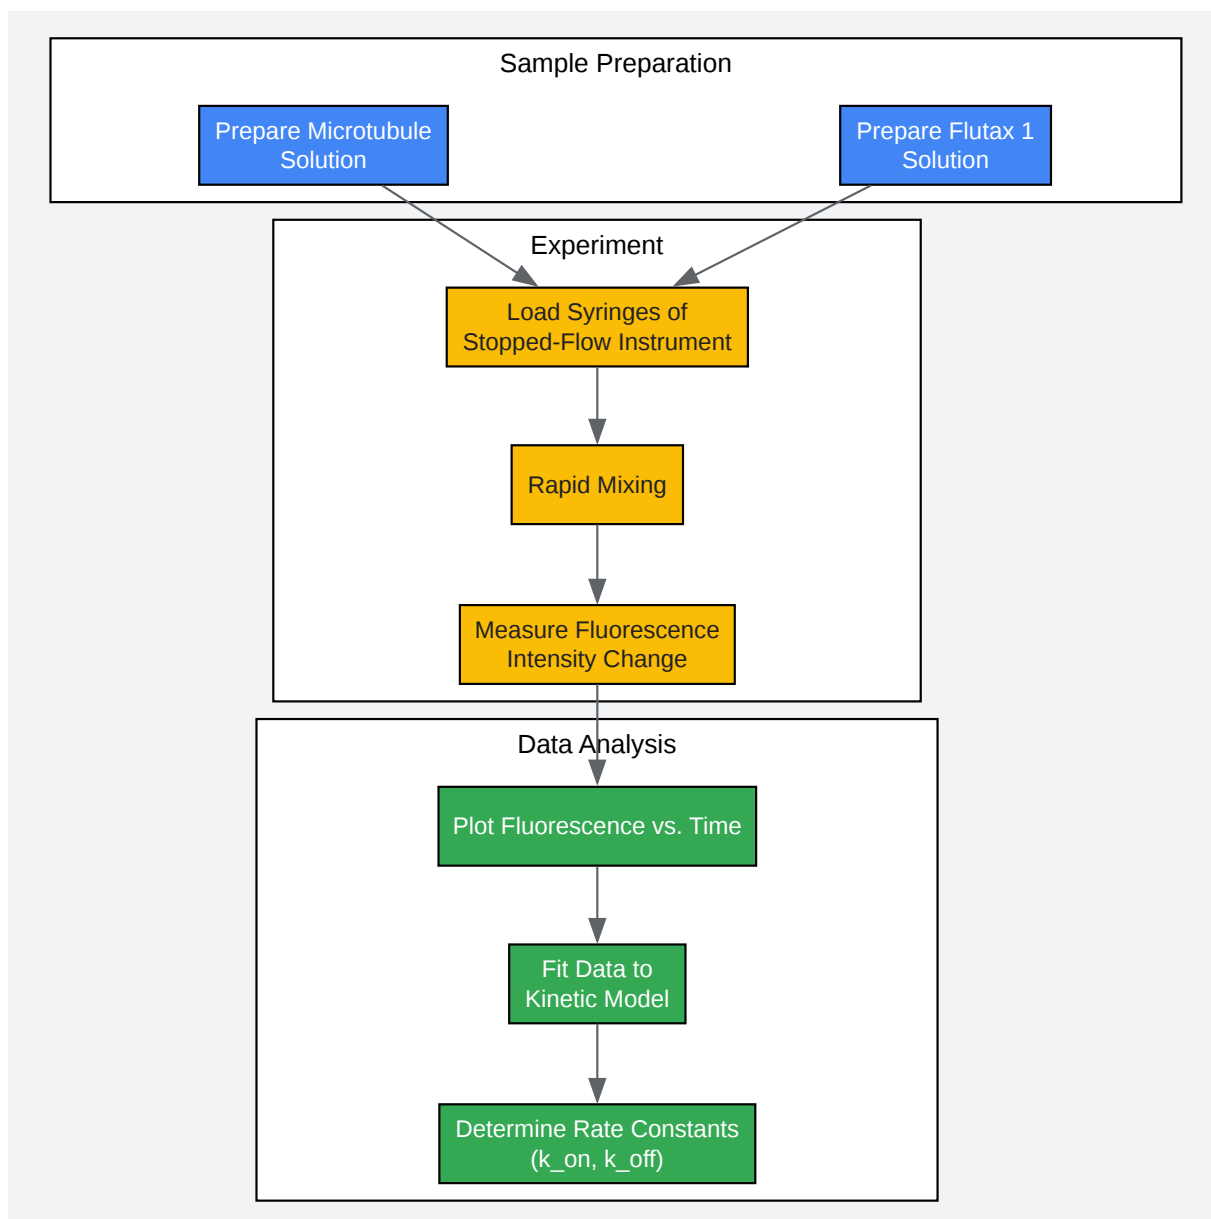 Sample Preparation
Prepare Microtubule
Solution
Prepare Flutax 1
Solution
Experiment
Load Syringes of
Stopped-Flow Instrument
Rapid Mixing
Measure Fluorescence
Intensity Change
Data Analysis
Plot Fluorescence vs. Time
Fit Data to
Kinetic Model
Determine Rate Constants
(k_on, k_off)